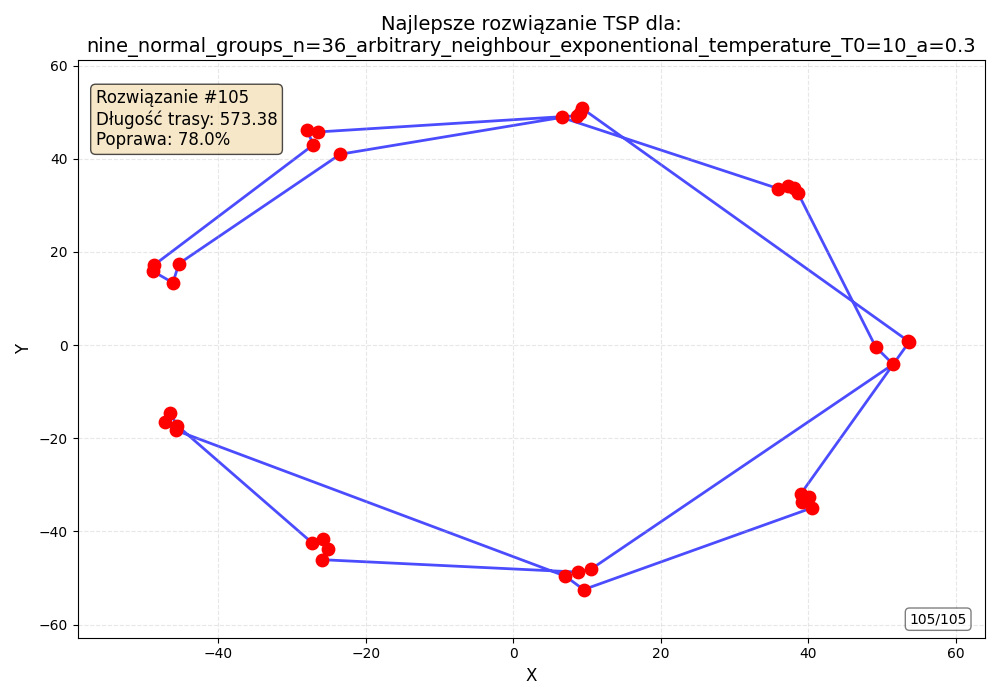 Najlepsze rozwiązanie TSP dla:
nine_normal_groups_n=36_arbitrary_neighbour_exponentional_temperature_T0=10_a=0.3
Rozwiązanie #105
Długość trasy: 573.38
Poprawa: 78.0%
60
40
20
0
−20
−40
−60
Y
105/105
−40
−20
0
20
40
60
X